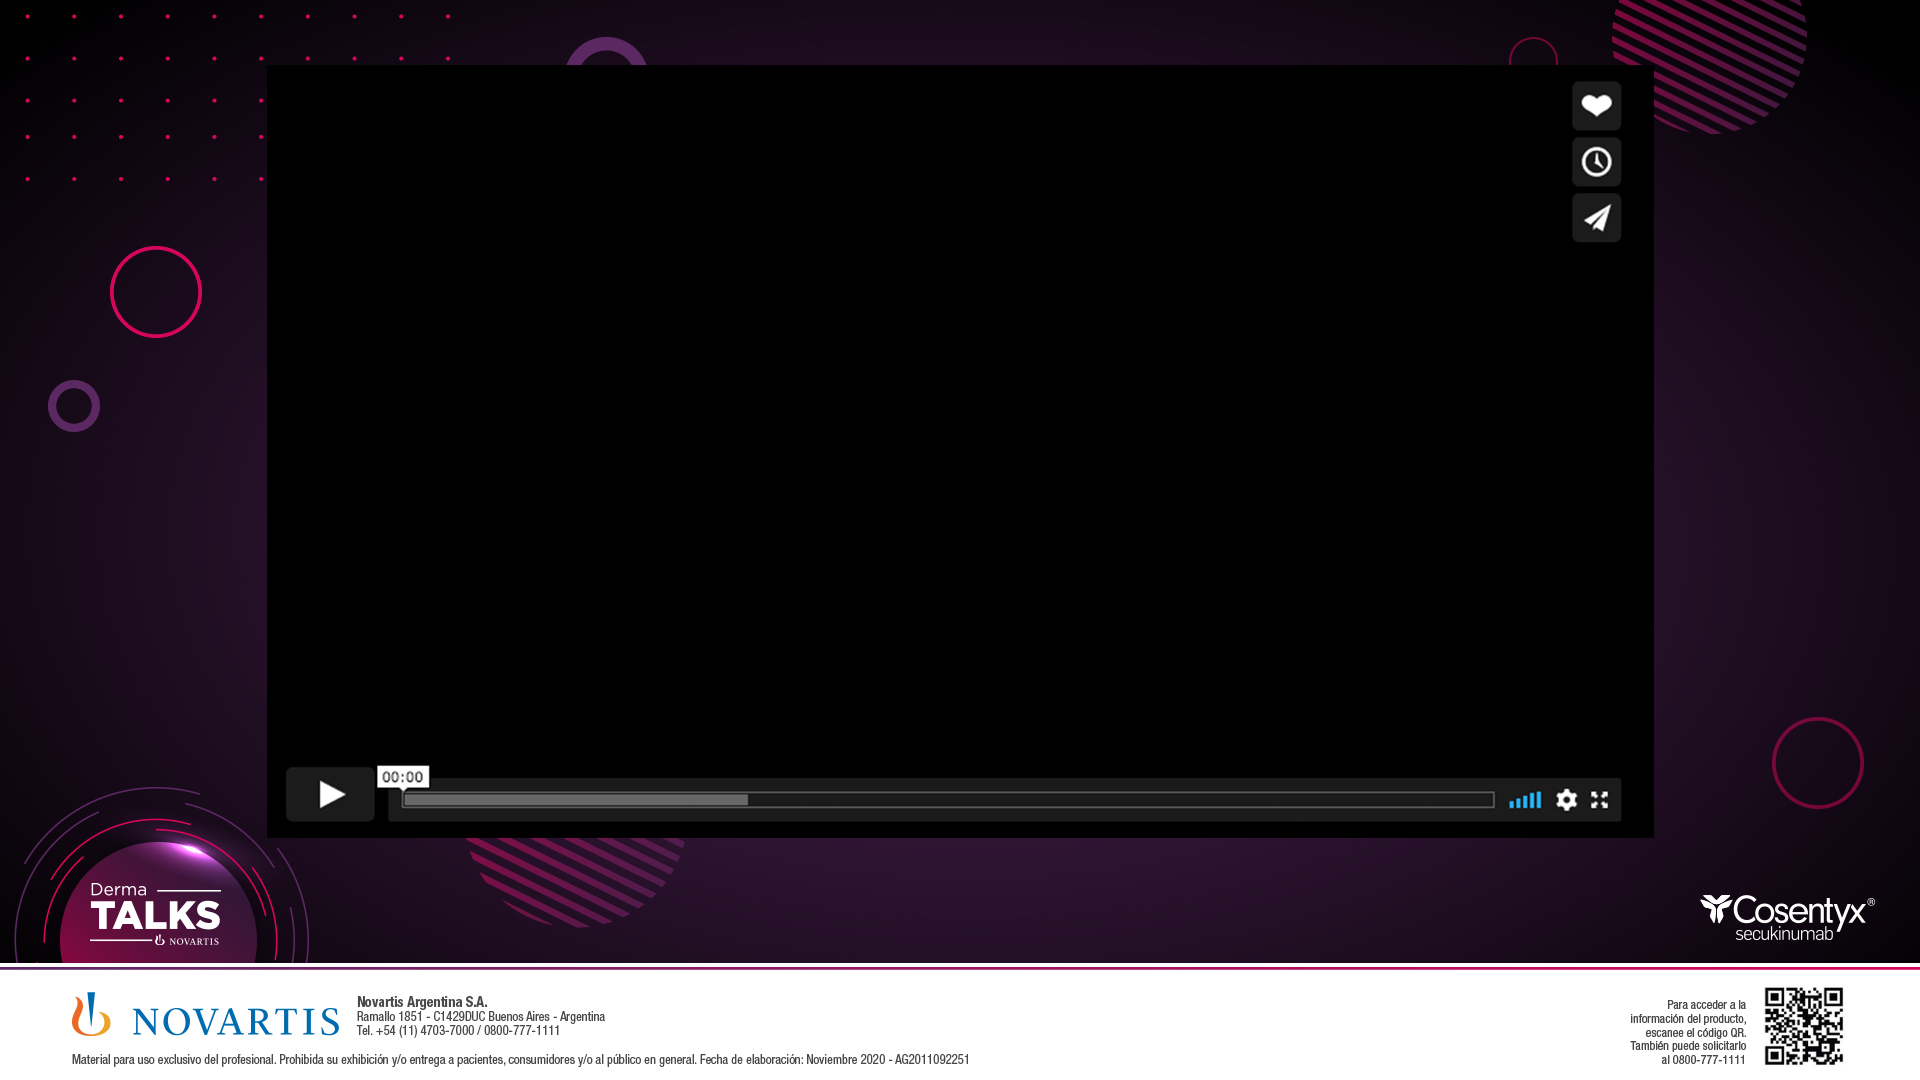 00:00
Derma
TALKS
NOVARTIS
Cosentyx®
secukinumab
NOVARTIS
Novartis Argentina S.A.
Ramallo 1851 - C1429DUC Buenos Aires - Argentina
Tel. +54 (11) 4703-7000 / 0800-777-1111
Material para uso exclusivo del profesional. Prohibida su exhibición y/o entrega a pacientes, consumidores y/o al público en general. Fecha de elaboración: Noviembre 2020 - AG2011092251
Para acceder a la
información del producto,
escanee el código QR.
También puede solicitarlo
al 0800-777-1111